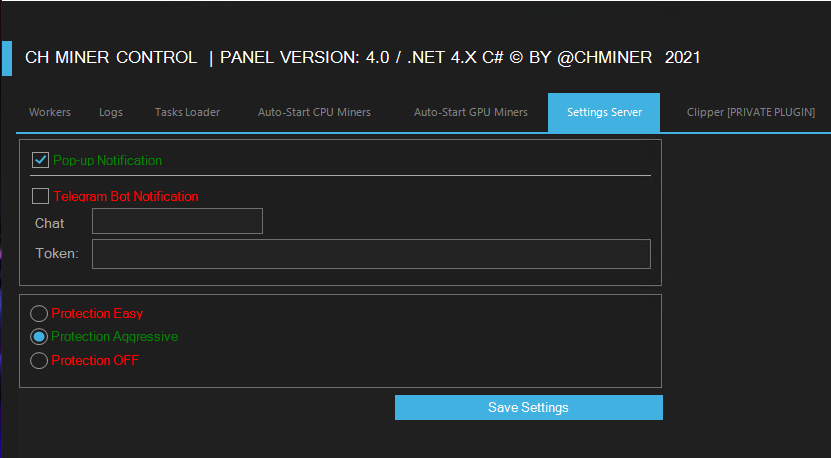 CH MINER CONTROL | PANEL VERSION: 4.0 / .NET 4.X C# © BY @CHMINER 2021
Workers Logs Tasks Loader Auto-Start CPU Miners Auto-Start GPU Miners Settings Server Clipper [PRIVATE PLUGIN]
Pop-up Notification
Telegram Bot Notification
Chat
Token:
Protection Easy
Protection Aggressive
Protection OFF
Save Settings